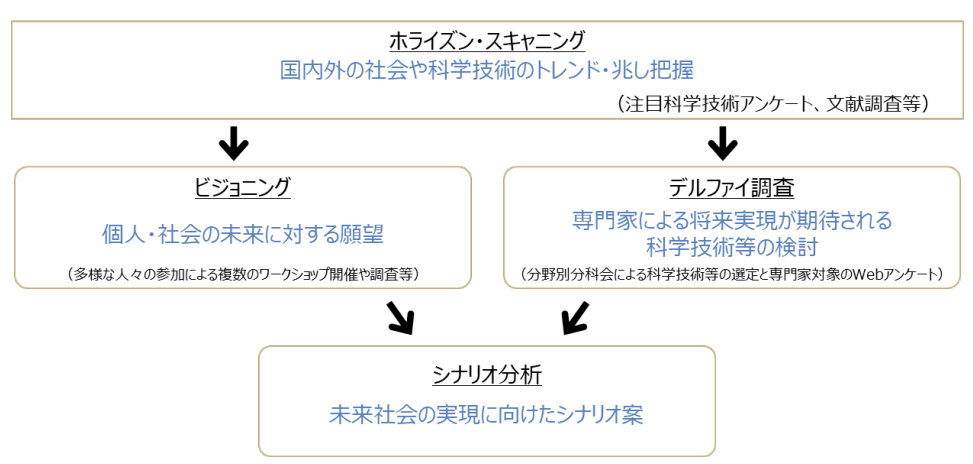 ホライズン・スキャニング
国内外の社会や科学技術のトレンド・兆し把握
（注目科学技術アンケート、文献調査等）
ビジョニング
個人・社会の未来に対する願望
（多様な人々の参加による複数のワークショップ開催や調査等）
デルファイ調査
専門家による将来実現が期待される
科学技術等の検討
（分野別分科会による科学技術等の選定と専門家対象のWebアンケート）
シナリオ分析
未来社会の実現に向けたシナリオ案